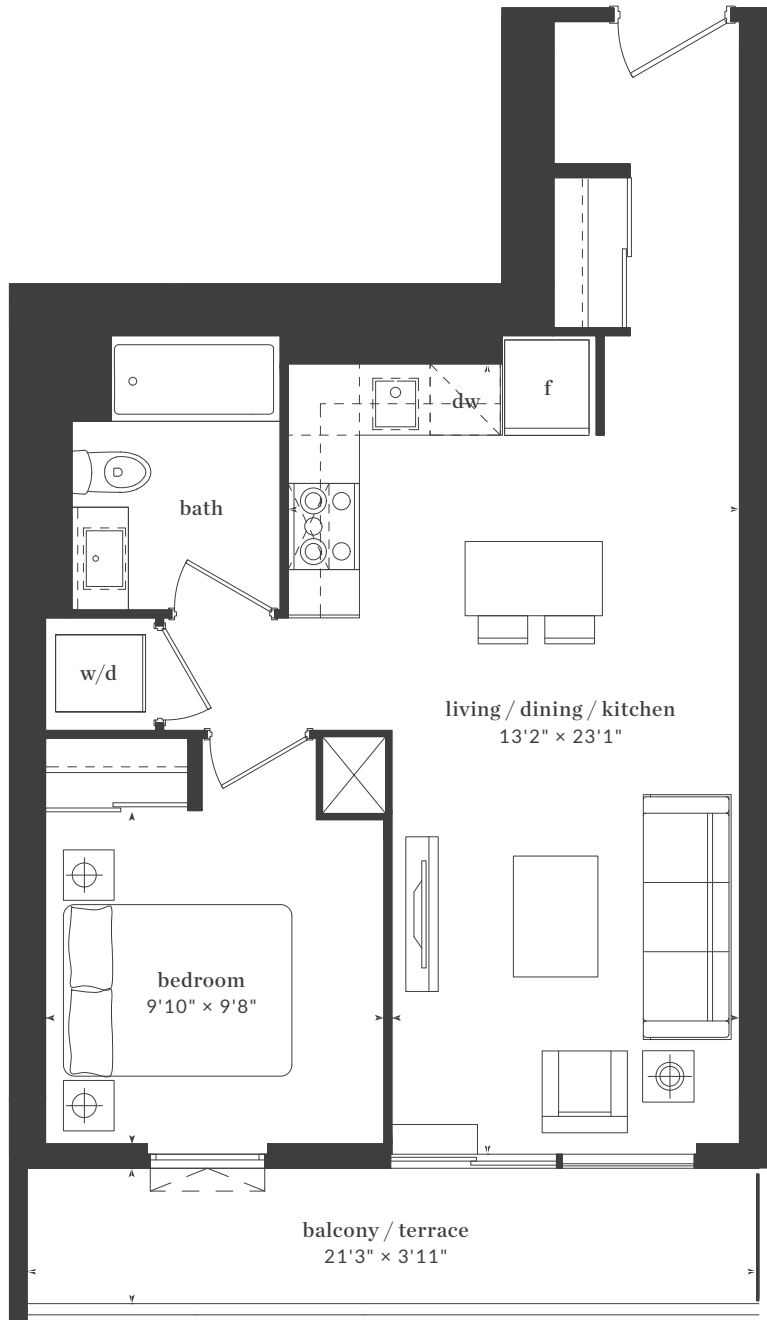 dw
f
bath
w/d
living / dining / kitchen
13'2" × 23'1"
bedroom
9'10" × 9'8"
balcony / terrace
21'3" × 3'11"